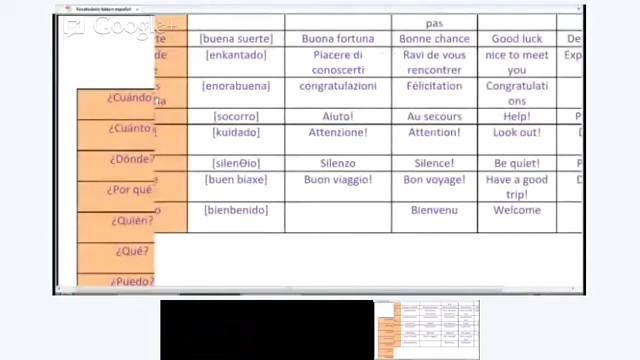 Vocabulario básico español
Google+
pas
[buena suerte] Buona fortuna Bonne chance Good luck
[enkantado] Piacere di conoscerti Ravi de vous rencontrer nice to meet you
[enorabuena] congratulazioni Félicitation Congratulati ons
¿Cuándo
[socorro] Aiuto! Au secours Help!
¿Cuánto [kuidado] Attenzione! Attention! Look out!
¿Dónde? [silenθio] Silenzo Silence! Be quiet!
¿Por qué [buen biaxe] Buon viaggio! Bon voyage! Have a good trip!
¿Quién? [bienbenido] Bienvenu Welcome
¿Qué?
¿Puedo?